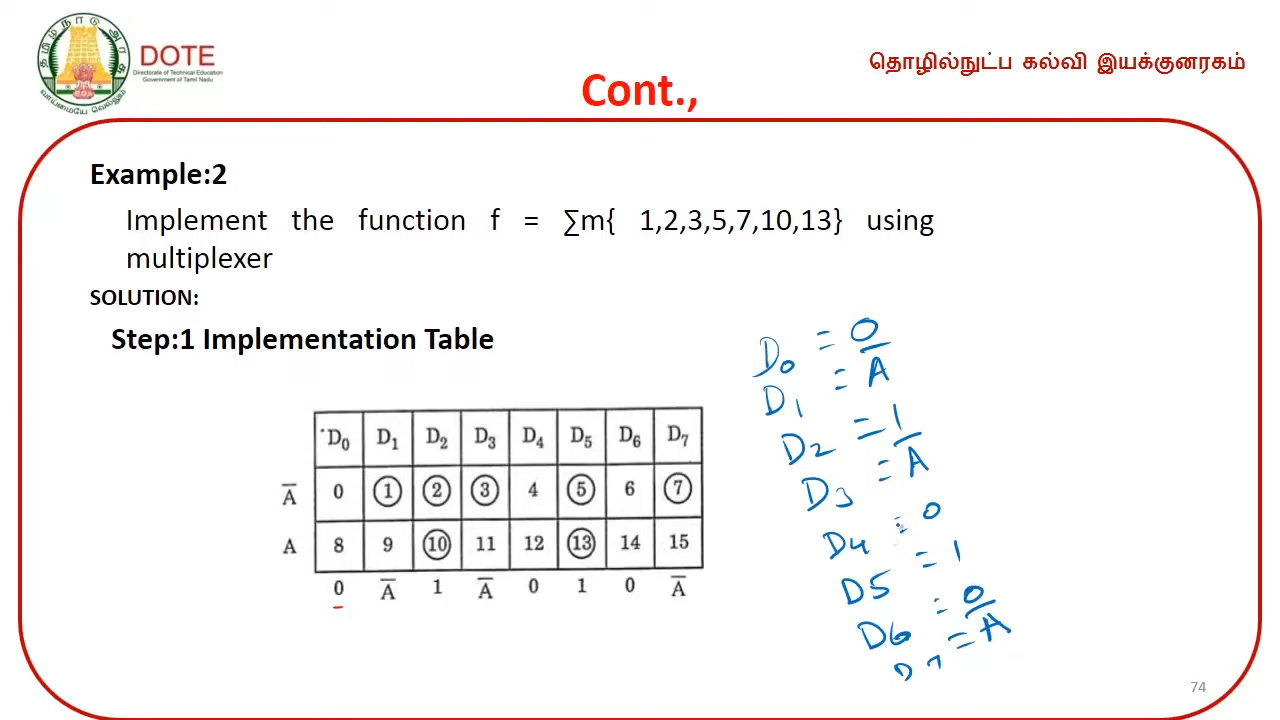 தமிழ்நாடு அரசு
வாய்மையே வெல்லும்
DOTE
Directorate of Technical Education
Government of Tamil Nadu
தொழில்நுட்ப கல்வி இயக்குனரகம்
Cont.,
Example:2
Implement the function f = ∑m{ 1,2,3,5,7,10,13} using
multiplexer
SOLUTION:
Step:1 Implementation Table
D₀ D₁ D₂ D₃ D₄ D₅ D₆ D₇
A̅ 0 1 2 3 4 5 6 7
A 8 9 10 11 12 13 14 15
0 A̅ 1 A̅ 0 1 0 A̅
D₀ = 0
D₁ = A̅
D₂ = 1
D₃ = A̅
D₄ = 0
D₅ = 1
D₆ = 0
D₇ = A̅
74